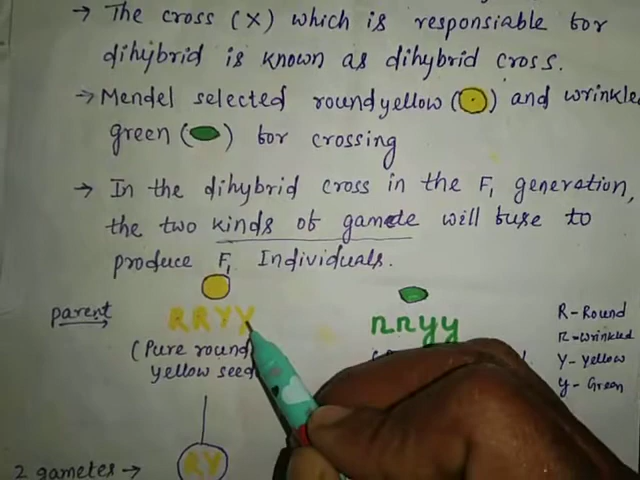 → The cross (X) which is responsiable for
dihybrid is known as dihybrid cross.
→ Mendel selected round yellow ( ) and wrinkle
green ( ) for crossing
→ In the dihybrid cross in the F1 generation,
the two kinds of gamete will fuse to
produce F1 Individuals.
parent → RRYY rryy
(Pure round
yellow seed
R - Round
r - wrinkled
Y - Yellow
y - Green
2 gametes → RY